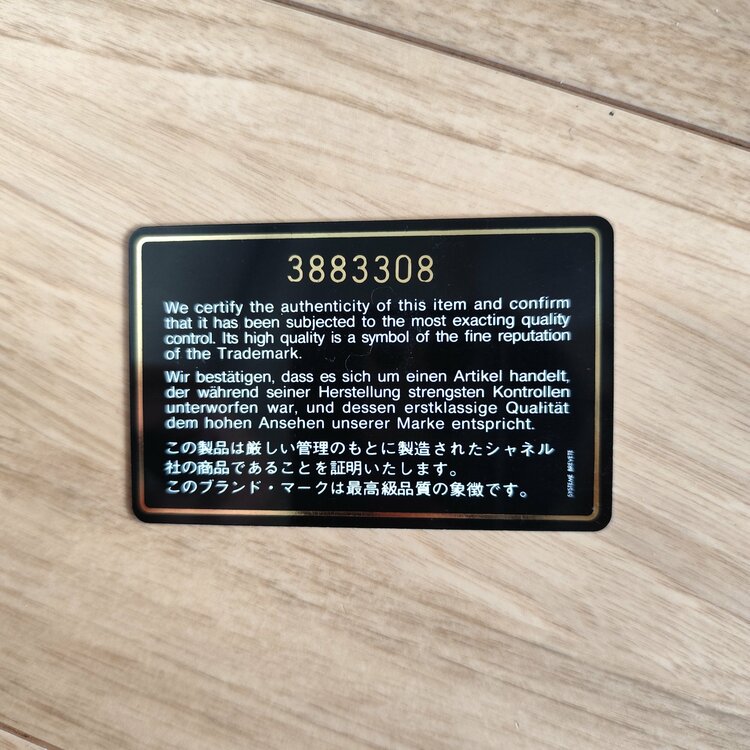 3883308
We certify the authenticity of this item and confirm
that it has been subjected to the most exacting quality
control. Its high quality is a symbol of the fine reputation
of the Trademark.
Wir bestätigen, dass es sich um einen Artikel handelt,
der während seiner Herstellung strengsten Kontrollen
unterworfen war, und dessen erstklassige Qualität
dem hohen Ansehen unserer Marke entspricht.
この製品は厳しい管理のもとに製造されたシャネル
社の商品であることを証明いたします。
このブランド・マークは最高級品質の象徴です。
SYSTEME BREVETE